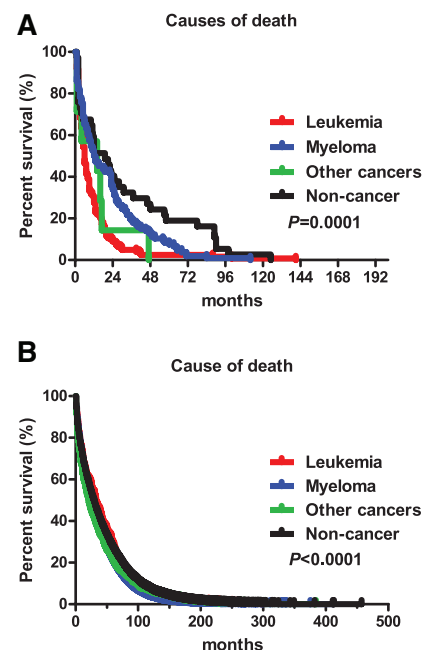 A
Causes of death
Percent survival (%)
100
80
60
40
20
0
Leukemia
Myeloma
Other cancers
Non-cancer
P=0.0001
0 24 48 72 96 120 144 168 192
months
B
Cause of death
Percent survival (%)
100
80
60
40
20
0
Leukemia
Myeloma
Other cancers
Non-cancer
P<0.0001
0 100 200 300 400 500
months